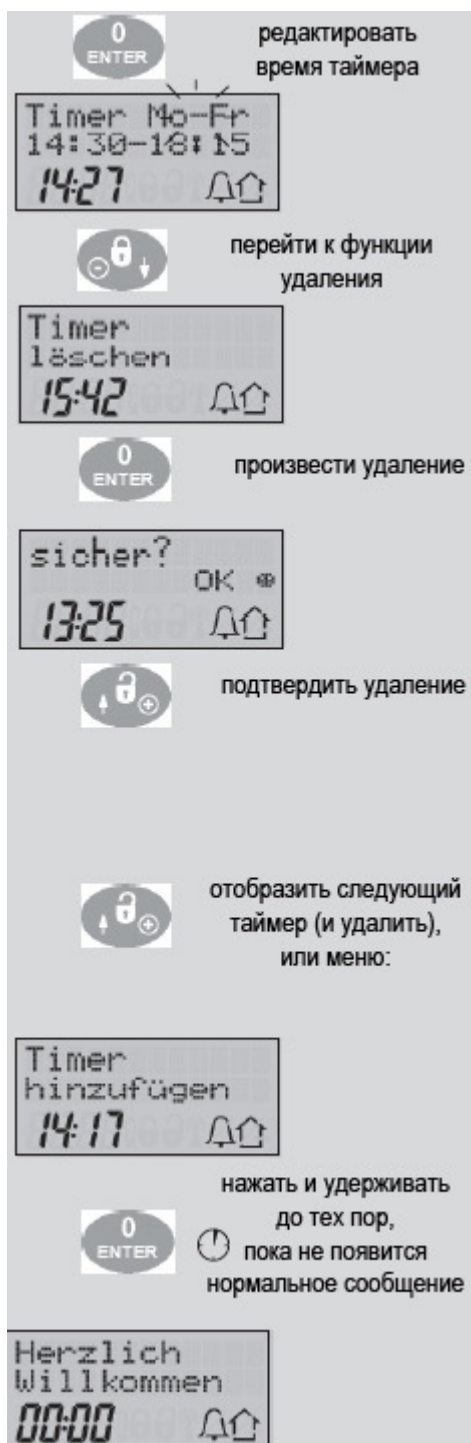 0
ENTER
редактировать
время таймера
Timer Mo-Fr
14:30-18:15
14:27
перейти к функции
удаления
Timer
löschen
15:42
0
ENTER
произвести удаление
sicher?
OK
13:25
подтвердить удаление
отобразить следующий
таймер (и удалить),
или меню:
Timer
hinzufügen
14:17
0
ENTER
нажать и удерживать
до тех пор,
пока не появится
нормальное сообщение
Herzlich
Willkommen
00:00